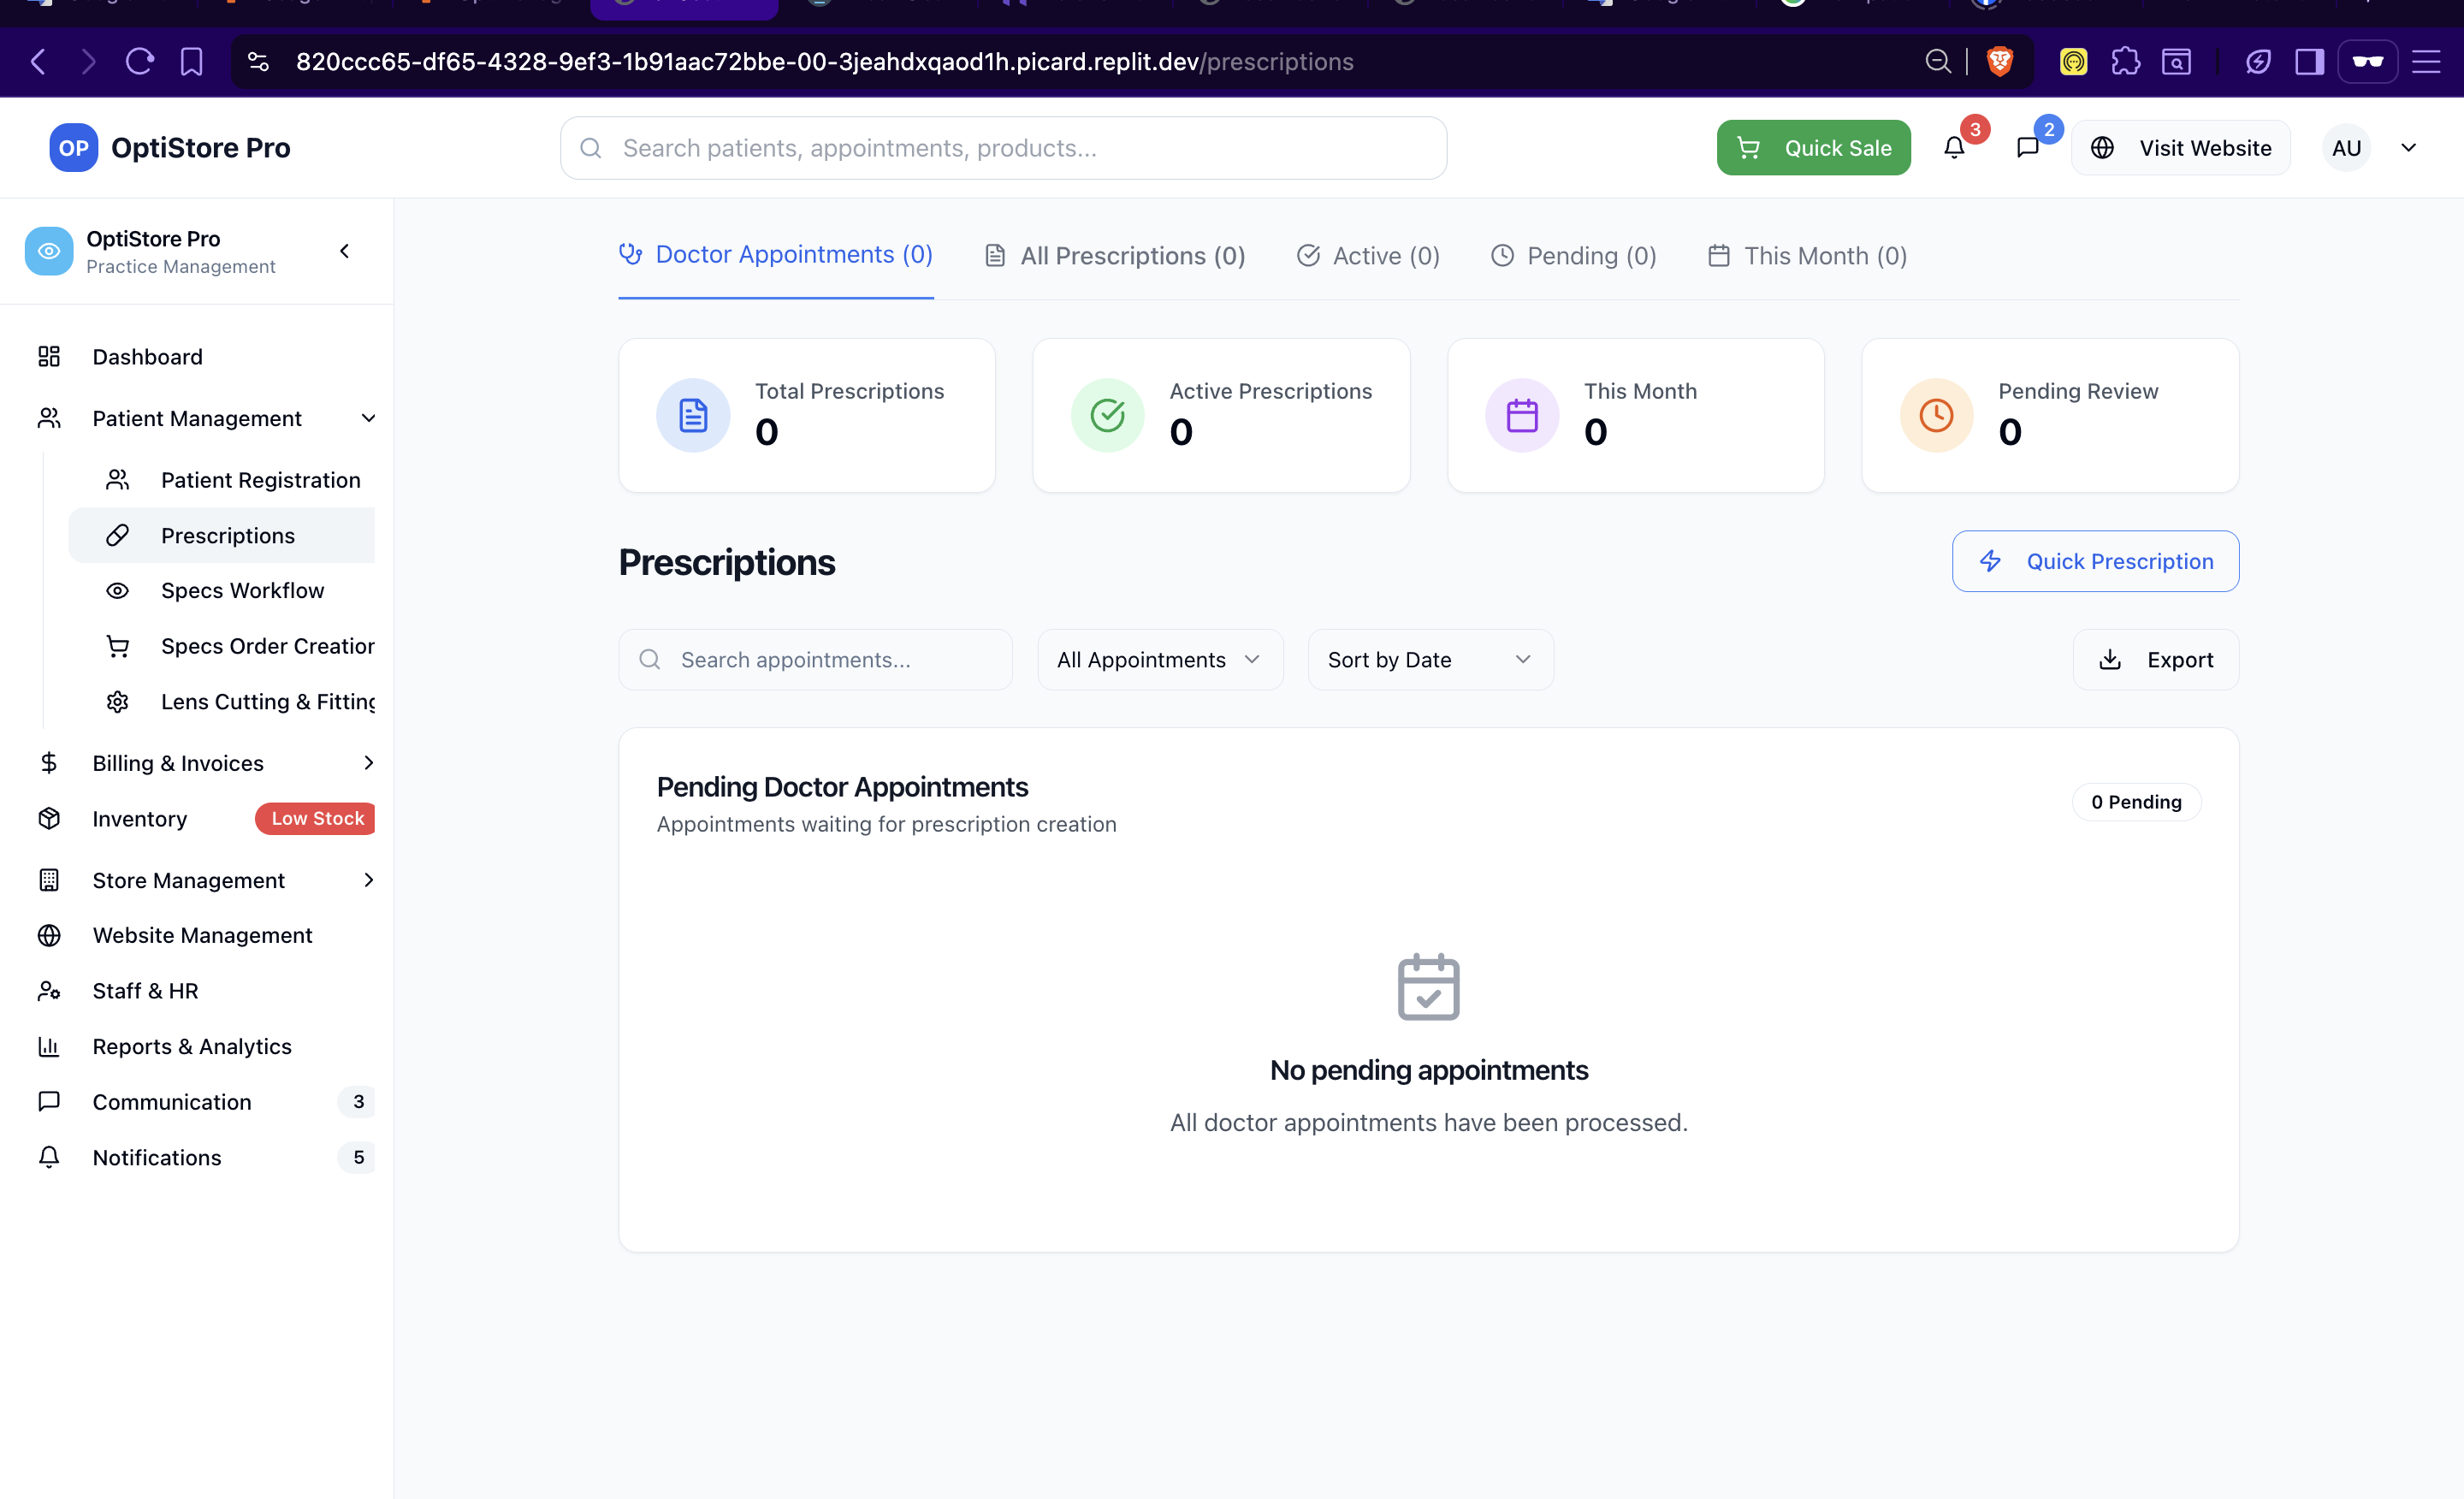 820ccc65-df65-4328-9ef3-1b91aac72bbe-00-3jeahdxqaod1h.picard.replit.dev/prescriptions
OP OptiStore Pro
Search patients, appointments, products...
Quick Sale
3
2
Visit Website
AU
OptiStore Pro
Practice Management
Dashboard
Patient Management
Patient Registration
Prescriptions
Specs Workflow
Specs Order Creation
Lens Cutting & Fitting
Billing & Invoices
Inventory Low Stock
Store Management
Website Management
Staff & HR
Reports & Analytics
Communication 3
Notifications 5
Doctor Appointments (0) All Prescriptions (0) Active (0) Pending (0) This Month (0)
Total Prescriptions
0
Active Prescriptions
0
This Month
0
Pending Review
0
Prescriptions
Quick Prescription
Search appointments...
All Appointments
Sort by Date
Export
Pending Doctor Appointments
Appointments waiting for prescription creation
0 Pending
No pending appointments
All doctor appointments have been processed.